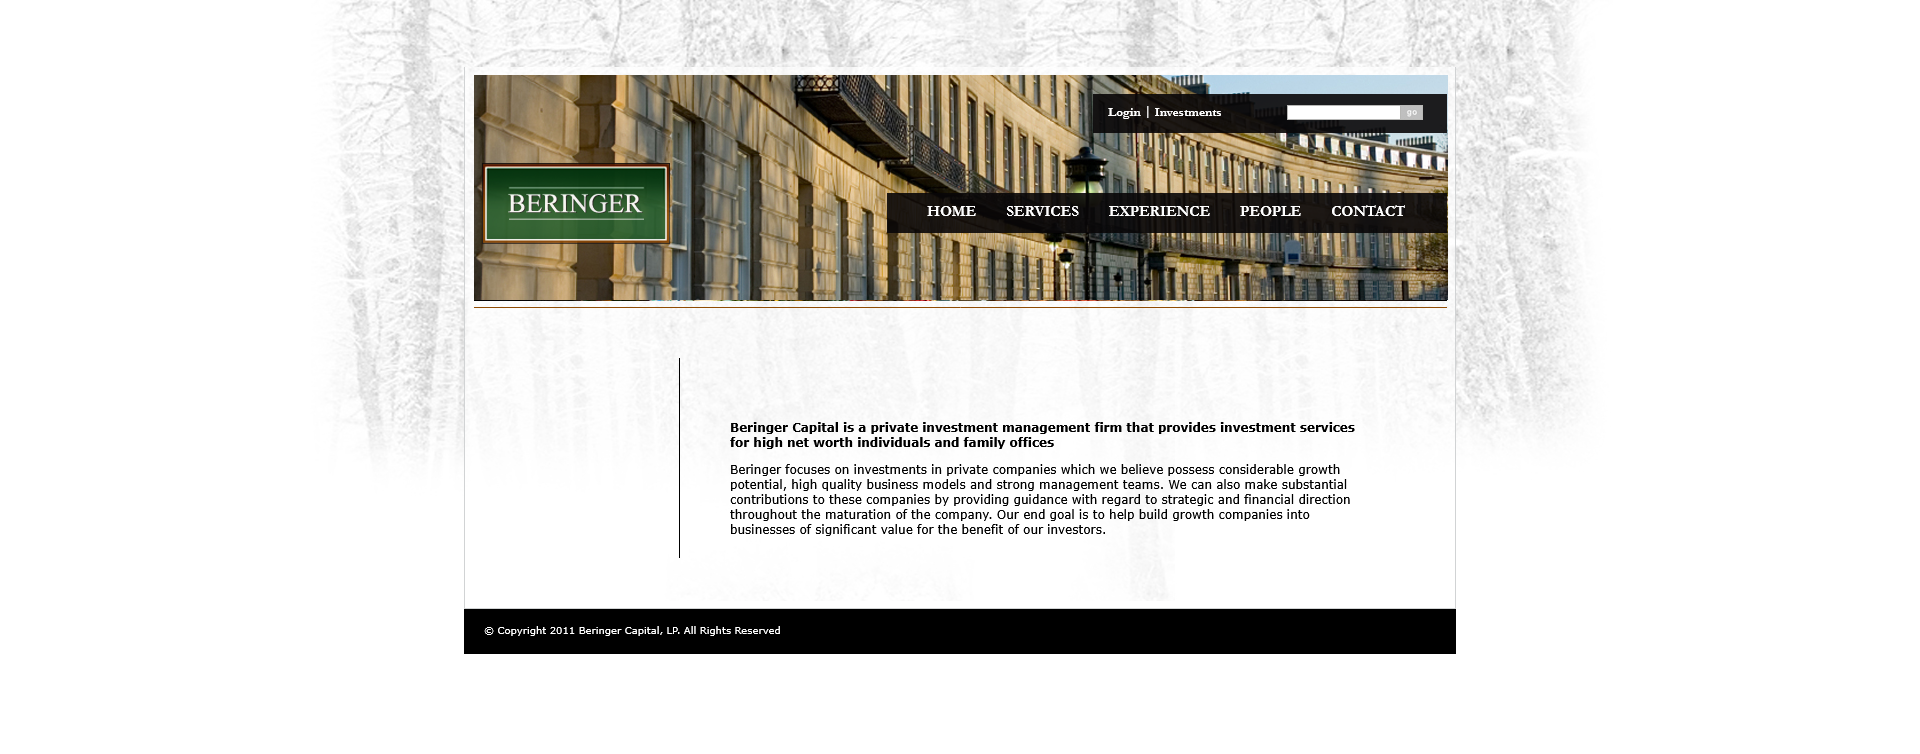 Login | Investments
go
BERINGER
HOME SERVICES EXPERIENCE PEOPLE CONTACT
Beringer Capital is a private investment management firm that provides investment services
for high net worth individuals and family offices
Beringer focuses on investments in private companies which we believe possess considerable growth
potential, high quality business models and strong management teams. We can also make substantial
contributions to these companies by providing guidance with regard to strategic and financial direction
throughout the maturation of the company. Our end goal is to help build growth companies into
businesses of significant value for the benefit of our investors.
© Copyright 2011 Beringer Capital, LP. All Rights Reserved